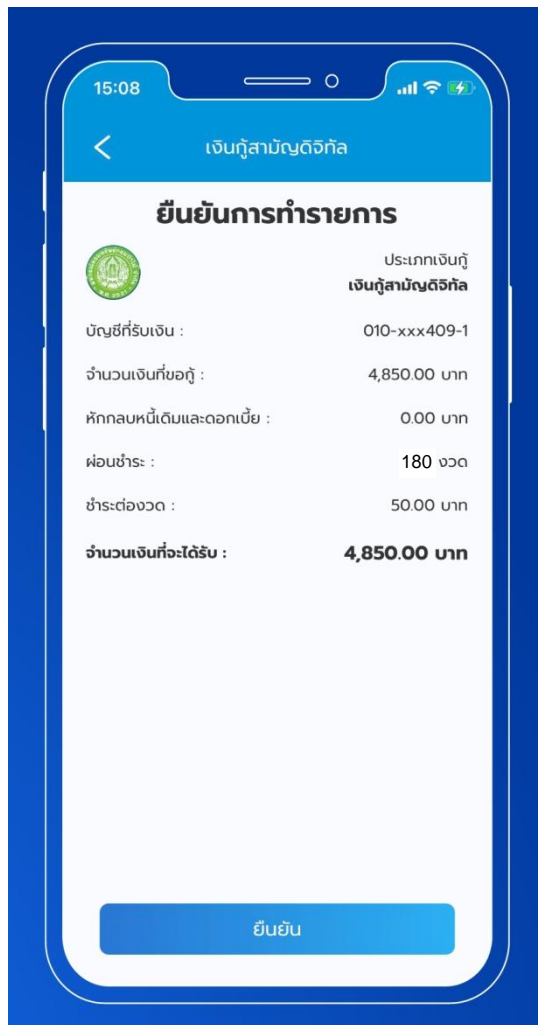 15:08
เงินกู้สามัญดิจิทัล
ยืนยันการทำรายการ
ประเภทเงินกู้
เงินกู้สามัญดิจิทัล
บัญชีที่รับเงิน : 010-xxx409-1
จำนวนเงินที่ขอกู้ : 4,850.00 บาท
หักกลบหนี้เดิมและดอกเบี้ย : 0.00 บาท
ผ่อนชำระ : 180 งวด
ชำระต่องวด : 50.00 บาท
จำนวนเงินที่จะได้รับ : 4,850.00 บาท
ยืนยัน